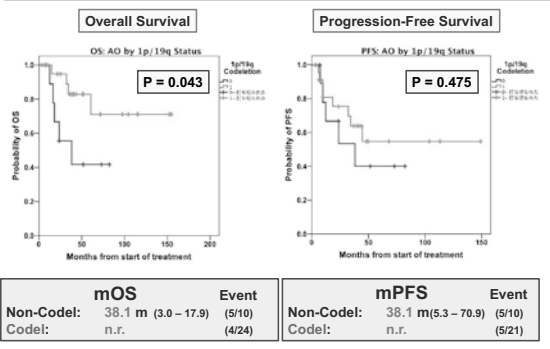 Overall Survival
Progression-Free Survival
OS: AO by 1p/19q Status
1p/19q
Codeletion
P = 0.043
Probability of OS
1.0
0.8
0.6
0.4
0.2
0.0
0 50 100 150 200
Months from start of treatment
PFS: AO by 1p/19q Status
1p/19q
Codeletion
P = 0.475
Probability of PFS
1.0
0.8
0.6
0.4
0.2
0.0
0 50 100 150
Months from start of treatment
mOS Event
Non-Codel: 38.1 m (3.0 – 17.9) (5/10)
Codel: n.r. (4/24)
mPFS Event
Non-Codel: 38.1 m(5.3 – 70.9) (5/10)
Codel: n.r. (5/21)